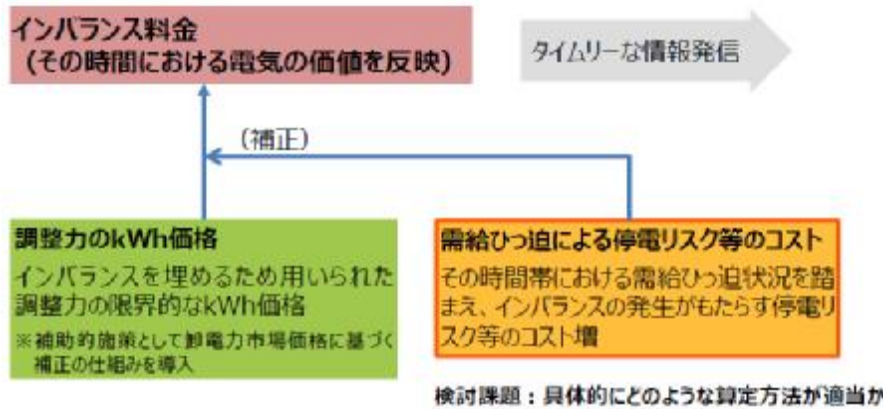 インバランス料金
(その時間における電気の価値を反映)
タイムリーな情報発信
(補正)
調整力のkWh価格
インバランスを埋めるため用いられた
調整力の限界的なkWh価格
※補助的施策として卸電力市場価格に基づく
補正の仕組みを導入
需給ひっ迫による停電リスク等のコスト
その時間帯における需給ひっ迫状況を踏
まえ、インバランスの発生がもたらす停電リ
スク等のコスト増
検討課題：具体的にどのような算定方法が適当か